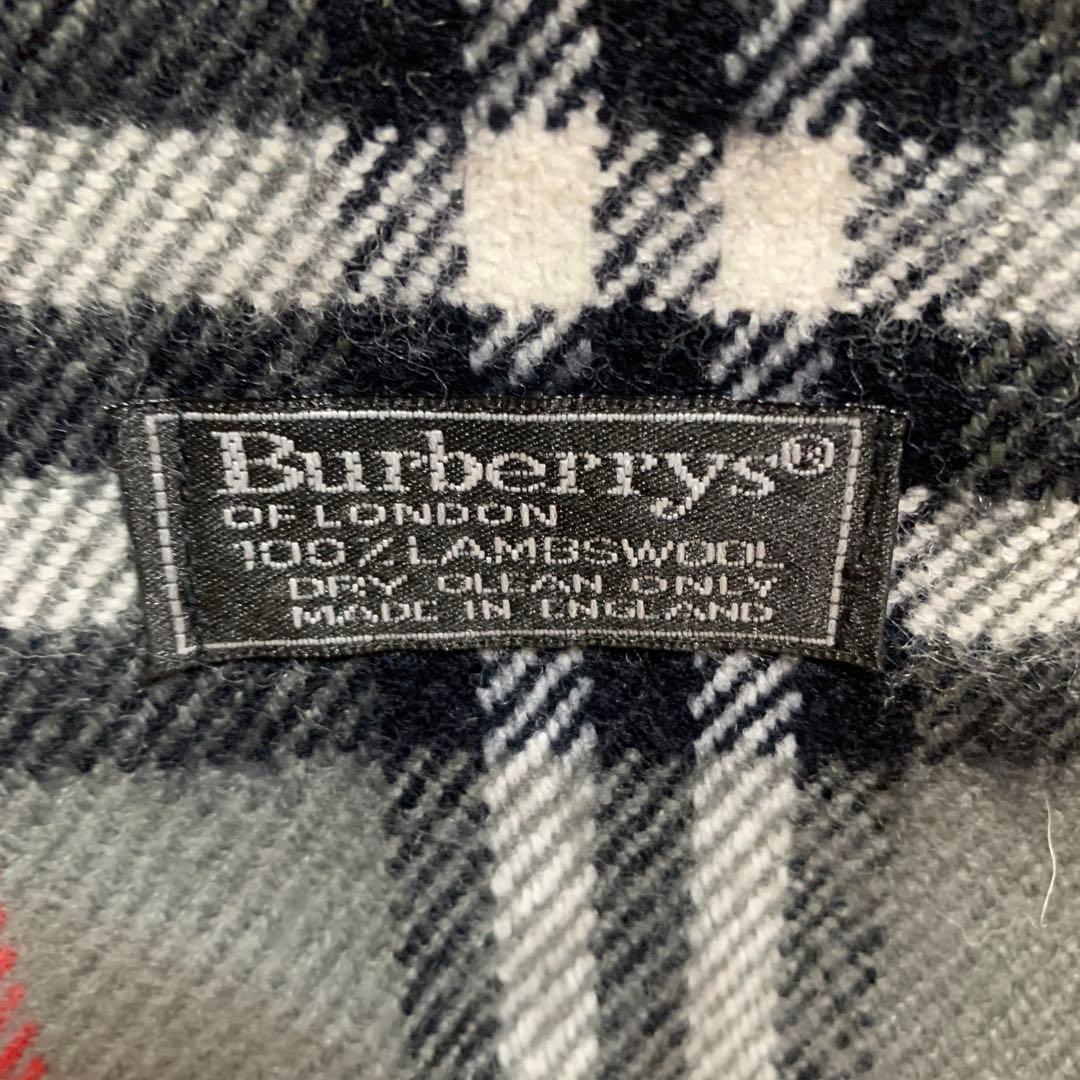 Burberrys®
OF LONDON
100%LAMBSWOOL
DRY CLEAN ONLY
MADE IN ENGLAND